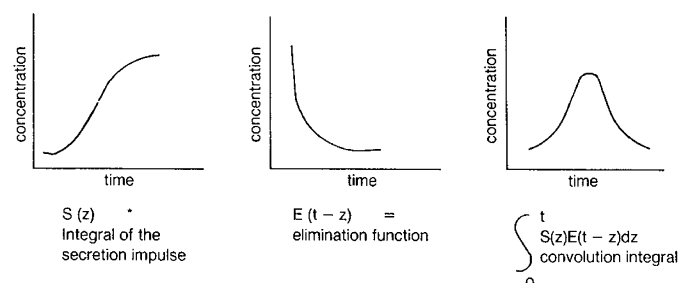 concentration
time
S (z) *
Integral of the
secretion impulse
concentration
time
E (t − z) =
elimination function
concentration
time
t
S(z)E(t − z)dz
convolution integral
0